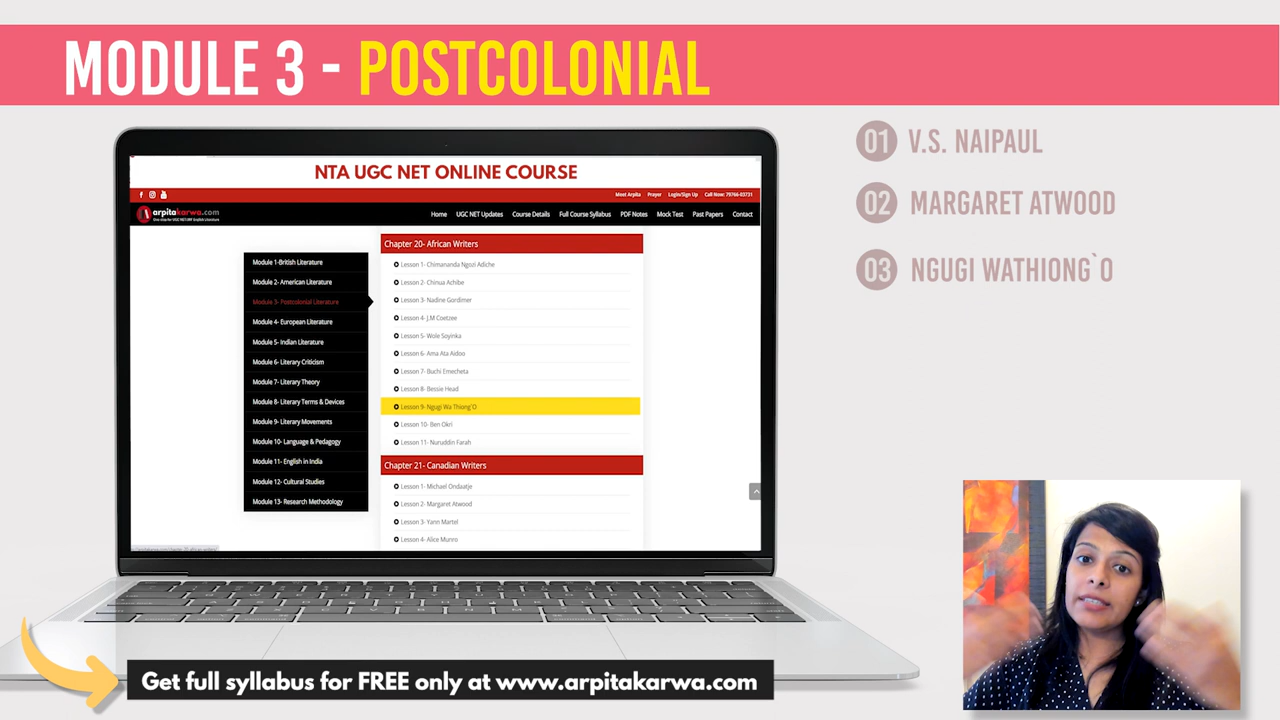 MODULE 3 - POSTCOLONIAL
01 V.S. NAIPAUL
02 MARGARET ATWOOD
03 NGUGI WATHIONG`O
NTA UGC NET ONLINE COURSE
Meet Arpita Prayer Login/Sign Up Call Now: 79766-03731
arpitakarwa.com
Home UGC NET Updates Course Details Full Course Syllabus PDF Notes Mock Test Past Papers Contact
Module 1-British Literature
Module 2- American Literature
Module 3- Postcolonial Literature
Module 4- European Literature
Module 5- Indian Literature
Module 6- Literary Criticism
Module 7- Literary Theory
Module 8- Literary Terms & Devices
Module 9- Literary Movements
Module 10- Language & Pedagogy
Module 11- English in India
Module 12- Cultural Studies
Module 13- Research Methodology
Chapter 20- African Writers
Lesson 1- Chimananda Ngozi Adiche
Lesson 2- Chinua Achibe
Lesson 3- Nadine Gordimer
Lesson 4- J.M Coetzee
Lesson 5- Wole Soyinka
Lesson 6- Ama Ata Aidoo
Lesson 7- Buchi Emecheta
Lesson 8- Bessie Head
Lesson 9- Ngugi Wa Thiong`O
Lesson 10- Ben Okri
Lesson 11- Nuruddin Farah
Chapter 21- Canadian Writers
Lesson 1- Michael Ondaatje
Lesson 2- Margaret Atwood
Lesson 3- Yann Martel
Lesson 4- Alice Munro
Get full syllabus for FREE only at www.arpitakarwa.com